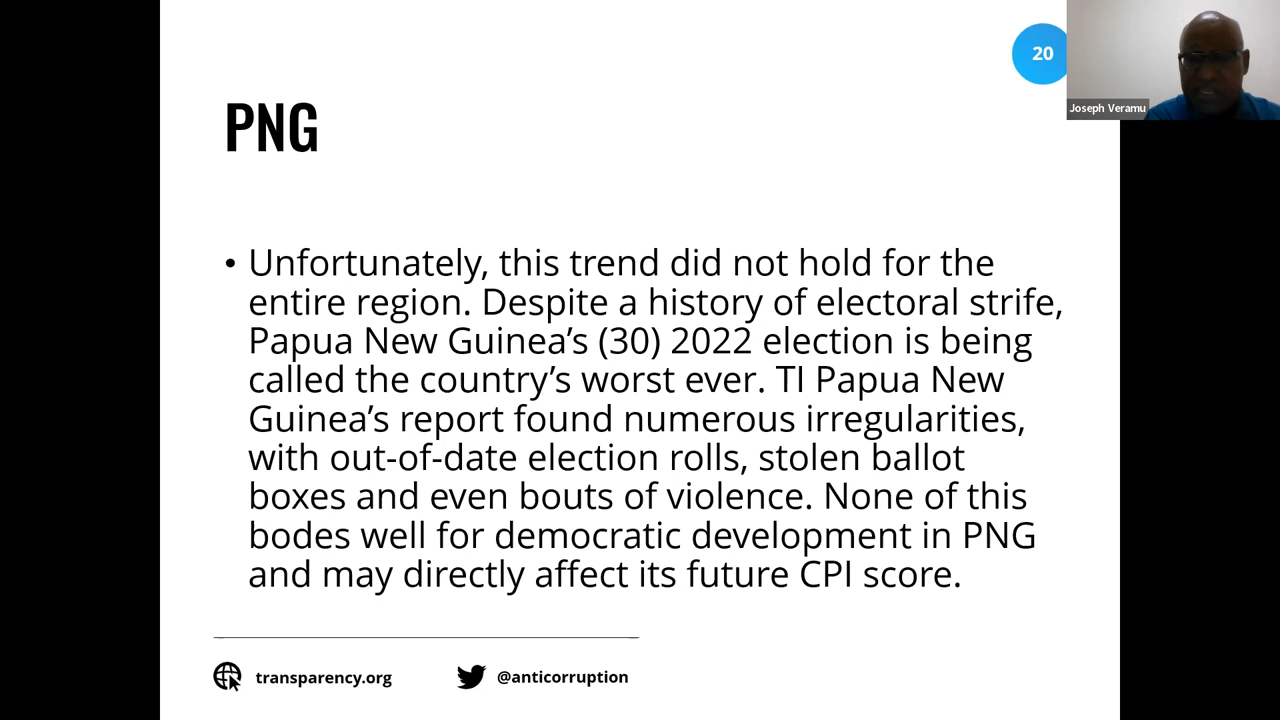 20
Joseph Veramu
PNG
• Unfortunately, this trend did not hold for the
entire region. Despite a history of electoral strife,
Papua New Guinea’s (30) 2022 election is being
called the country’s worst ever. TI Papua New
Guinea’s report found numerous irregularities,
with out-of-date election rolls, stolen ballot
boxes and even bouts of violence. None of this
bodes well for democratic development in PNG
and may directly affect its future CPI score.
transparency.org
@anticorruption